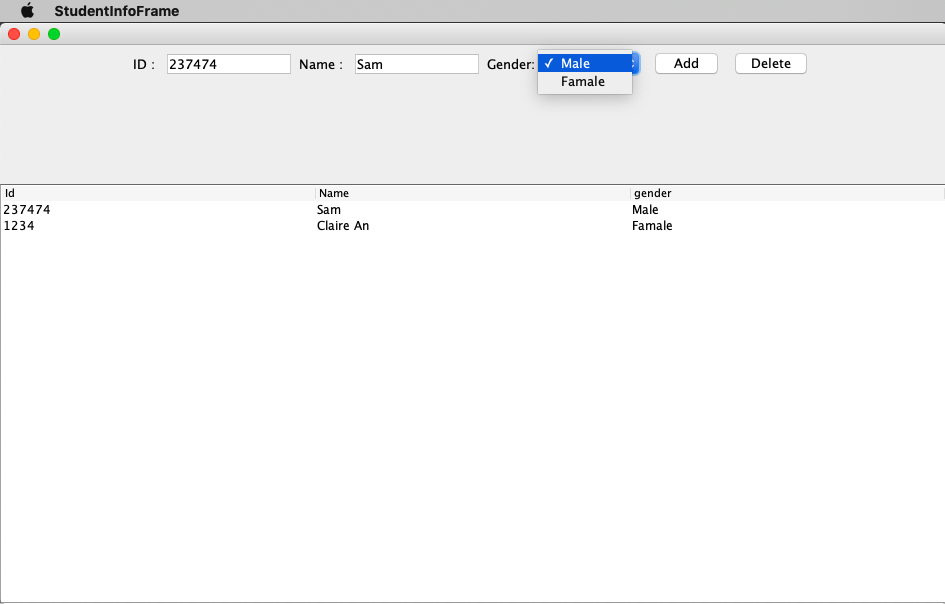 StudentInfoFrame
ID : 237474 Name : Sam Gender: ✓ Male Add Delete
Famale
Id Name gender
237474 Sam Male
1234 Claire An Famale